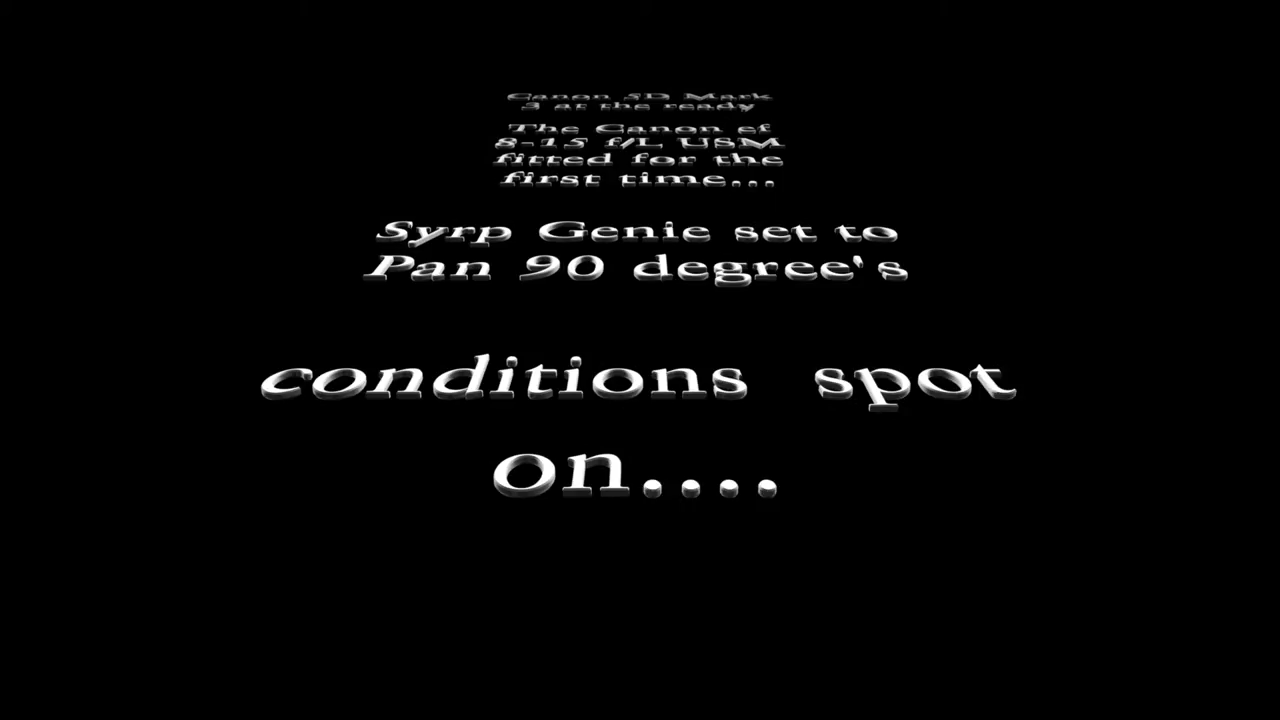 Canon 5D Mark
3 at the ready
The Canon ef
8-15 f/L USM
fitted for the
first time...
Syrp Genie set to
Pan 90 degree's
conditions spot
on....